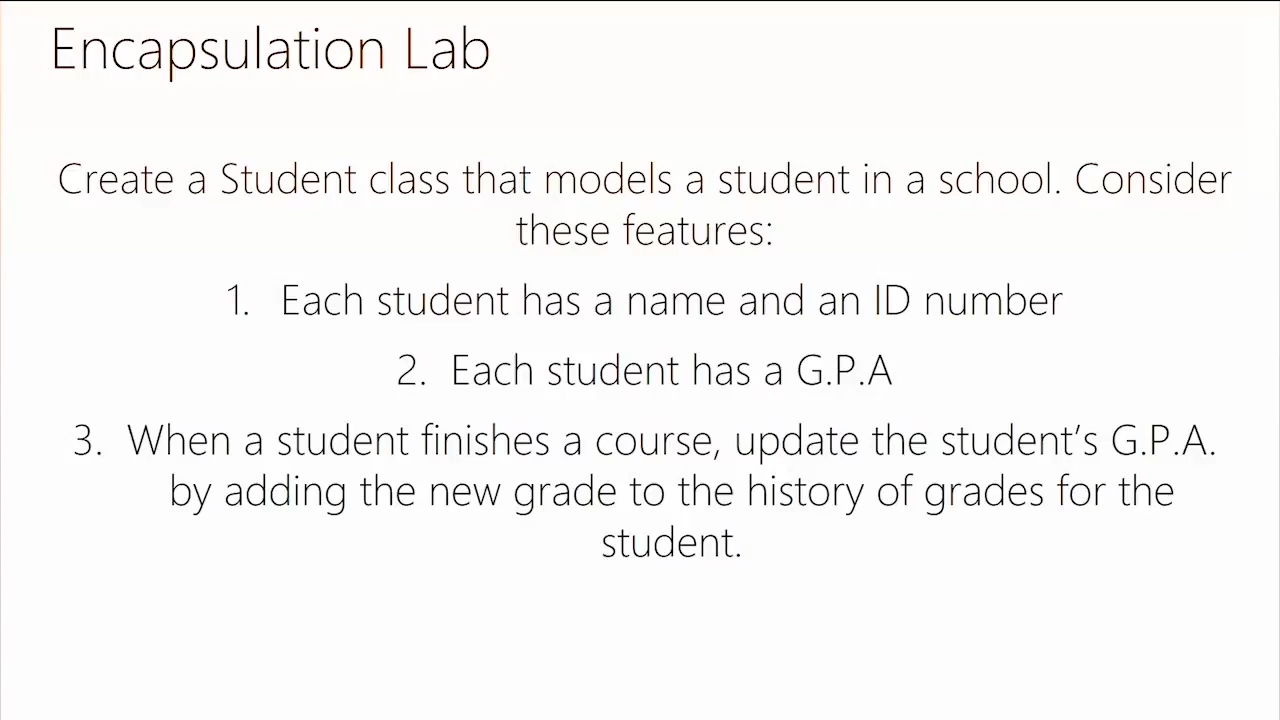 Encapsulation Lab
Create a Student class that models a student in a school. Consider
these features:
1. Each student has a name and an ID number
2. Each student has a G.P.A
3. When a student finishes a course, update the student's G.P.A.
by adding the new grade to the history of grades for the
student.